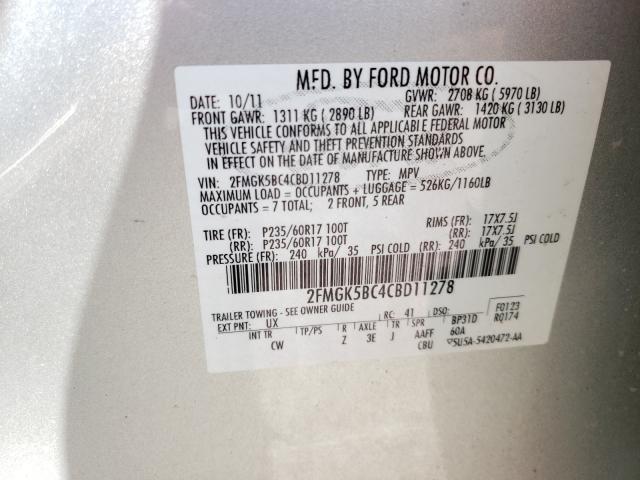 MFD. BY FORD MOTOR CO.
DATE: 10/11 GVWR: 2708 KG ( 5970 LB)
FRONT GAWR: 1311 KG ( 2890 LB) REAR GAWR: 1420 KG ( 3130 LB)
THIS VEHICLE CONFORMS TO ALL APPLICABLE FEDERAL MOTOR
VEHICLE SAFETY AND THEFT PREVENTION STANDARDS
IN EFFECT ON THE DATE OF MANUFACTURE SHOWN ABOVE.
VIN: 2FMGK5BC4CBD11278 TYPE: MPV
MAXIMUM LOAD = OCCUPANTS + LUGGAGE = 526KG/1160LB
OCCUPANTS = 7 TOTAL; 2 FRONT, 5 REAR
TIRE (FR): P235/60R17 100T RIMS (FR): 17X7.5J
(RR): P235/60R17 100T (RR): 17X7.5J
PRESSURE (FR): 240 kPa/ 35 PSI COLD (RR): 240 kPa/ 35 PSI COLD
2FMGK5BC4CBD11278
TRAILER TOWING - SEE OWNER GUIDE
EXT PNT: UX RC: 41 DSO: F0123
INT TR TP/PS R AXLE TR SPR BP31D R0174
CW Z 3E J AAFF 60A
CBU 5U5A-5420472-AA